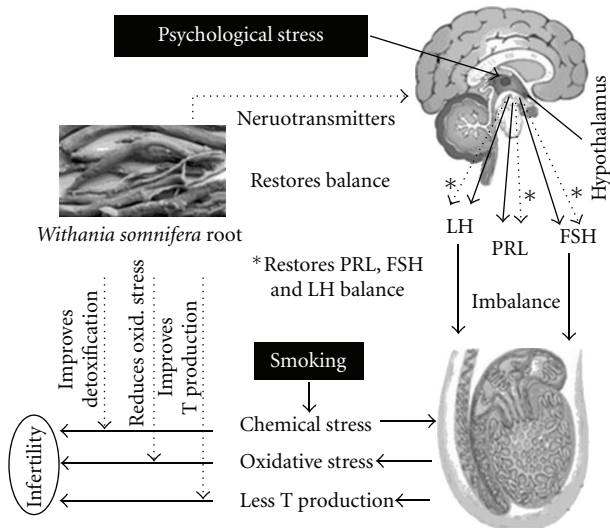 Psychological stress
Neruotransmitters
Hypothalamus
Restores balance
Withania somnifera root
*
*
*
LH
PRL
FSH
*Restores PRL, FSH
and LH balance
Imbalance
Improves
detoxification
Reduces oxid. stress
Improves
T production
Smoking
Chemical stress
Oxidative stress
Less T production
Infertility